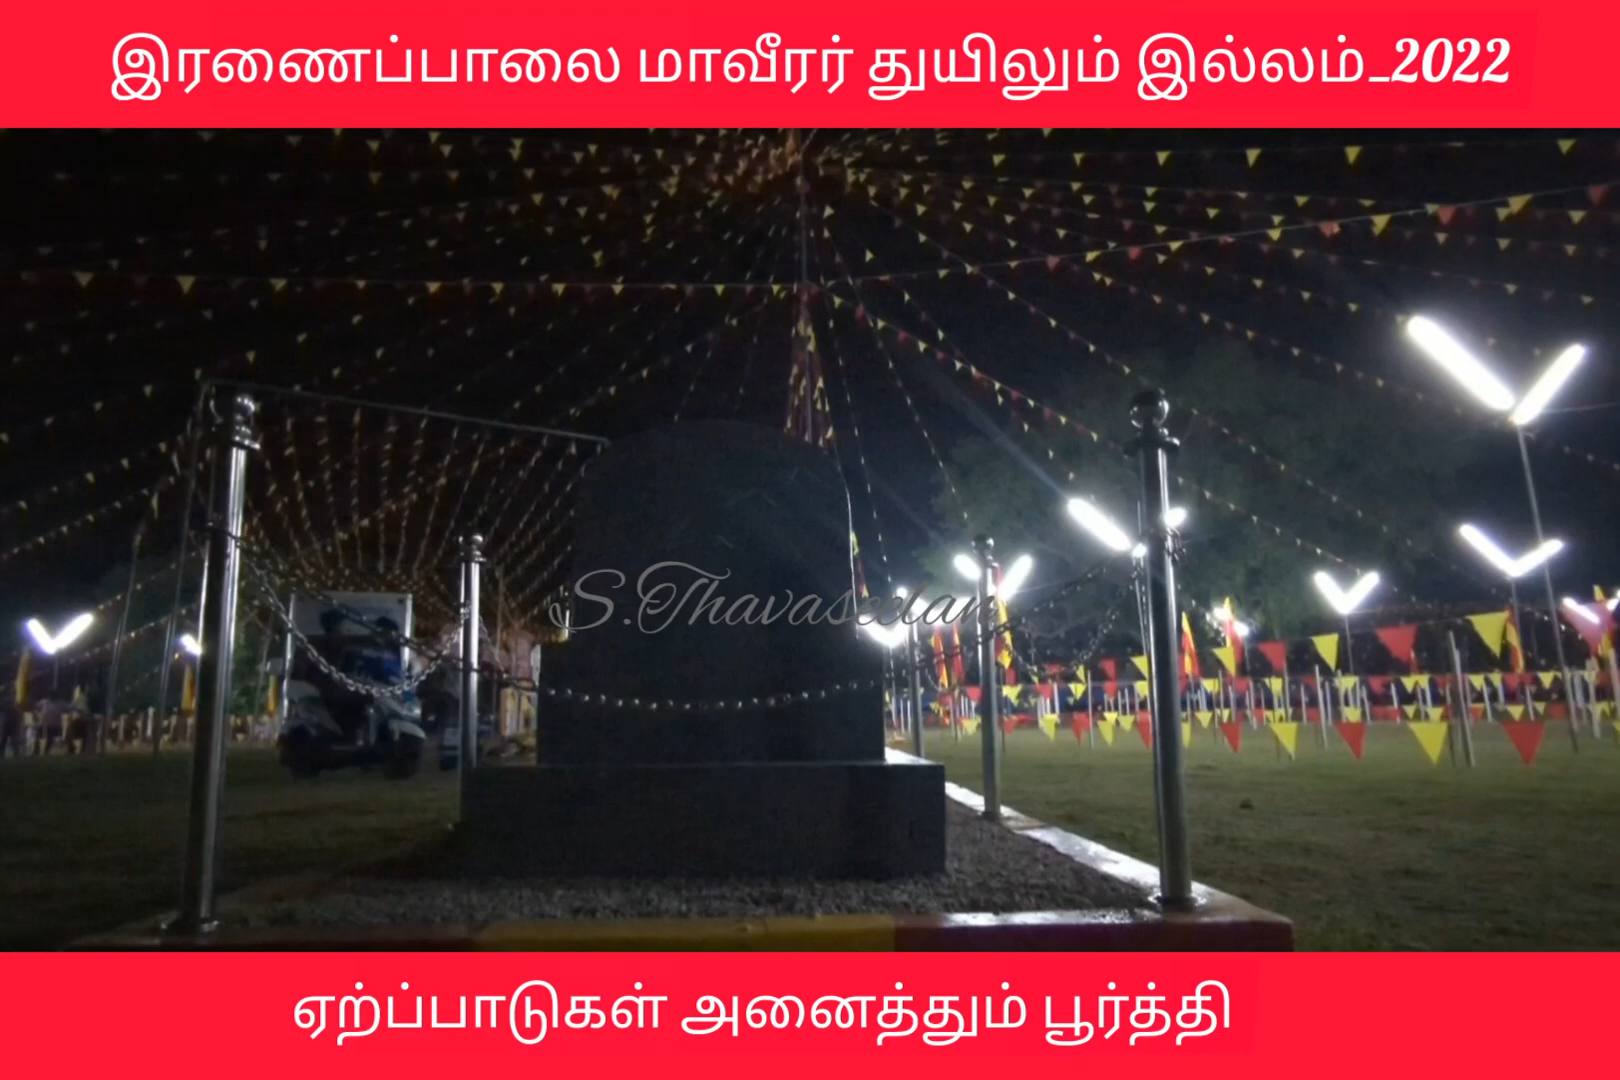 இரணைப்பாலை மாவீரர் துயிலும் இல்லம்_2022
S.Thavaseelan
ஏற்ப்பாடுகள் அனைத்தும் பூர்த்தி